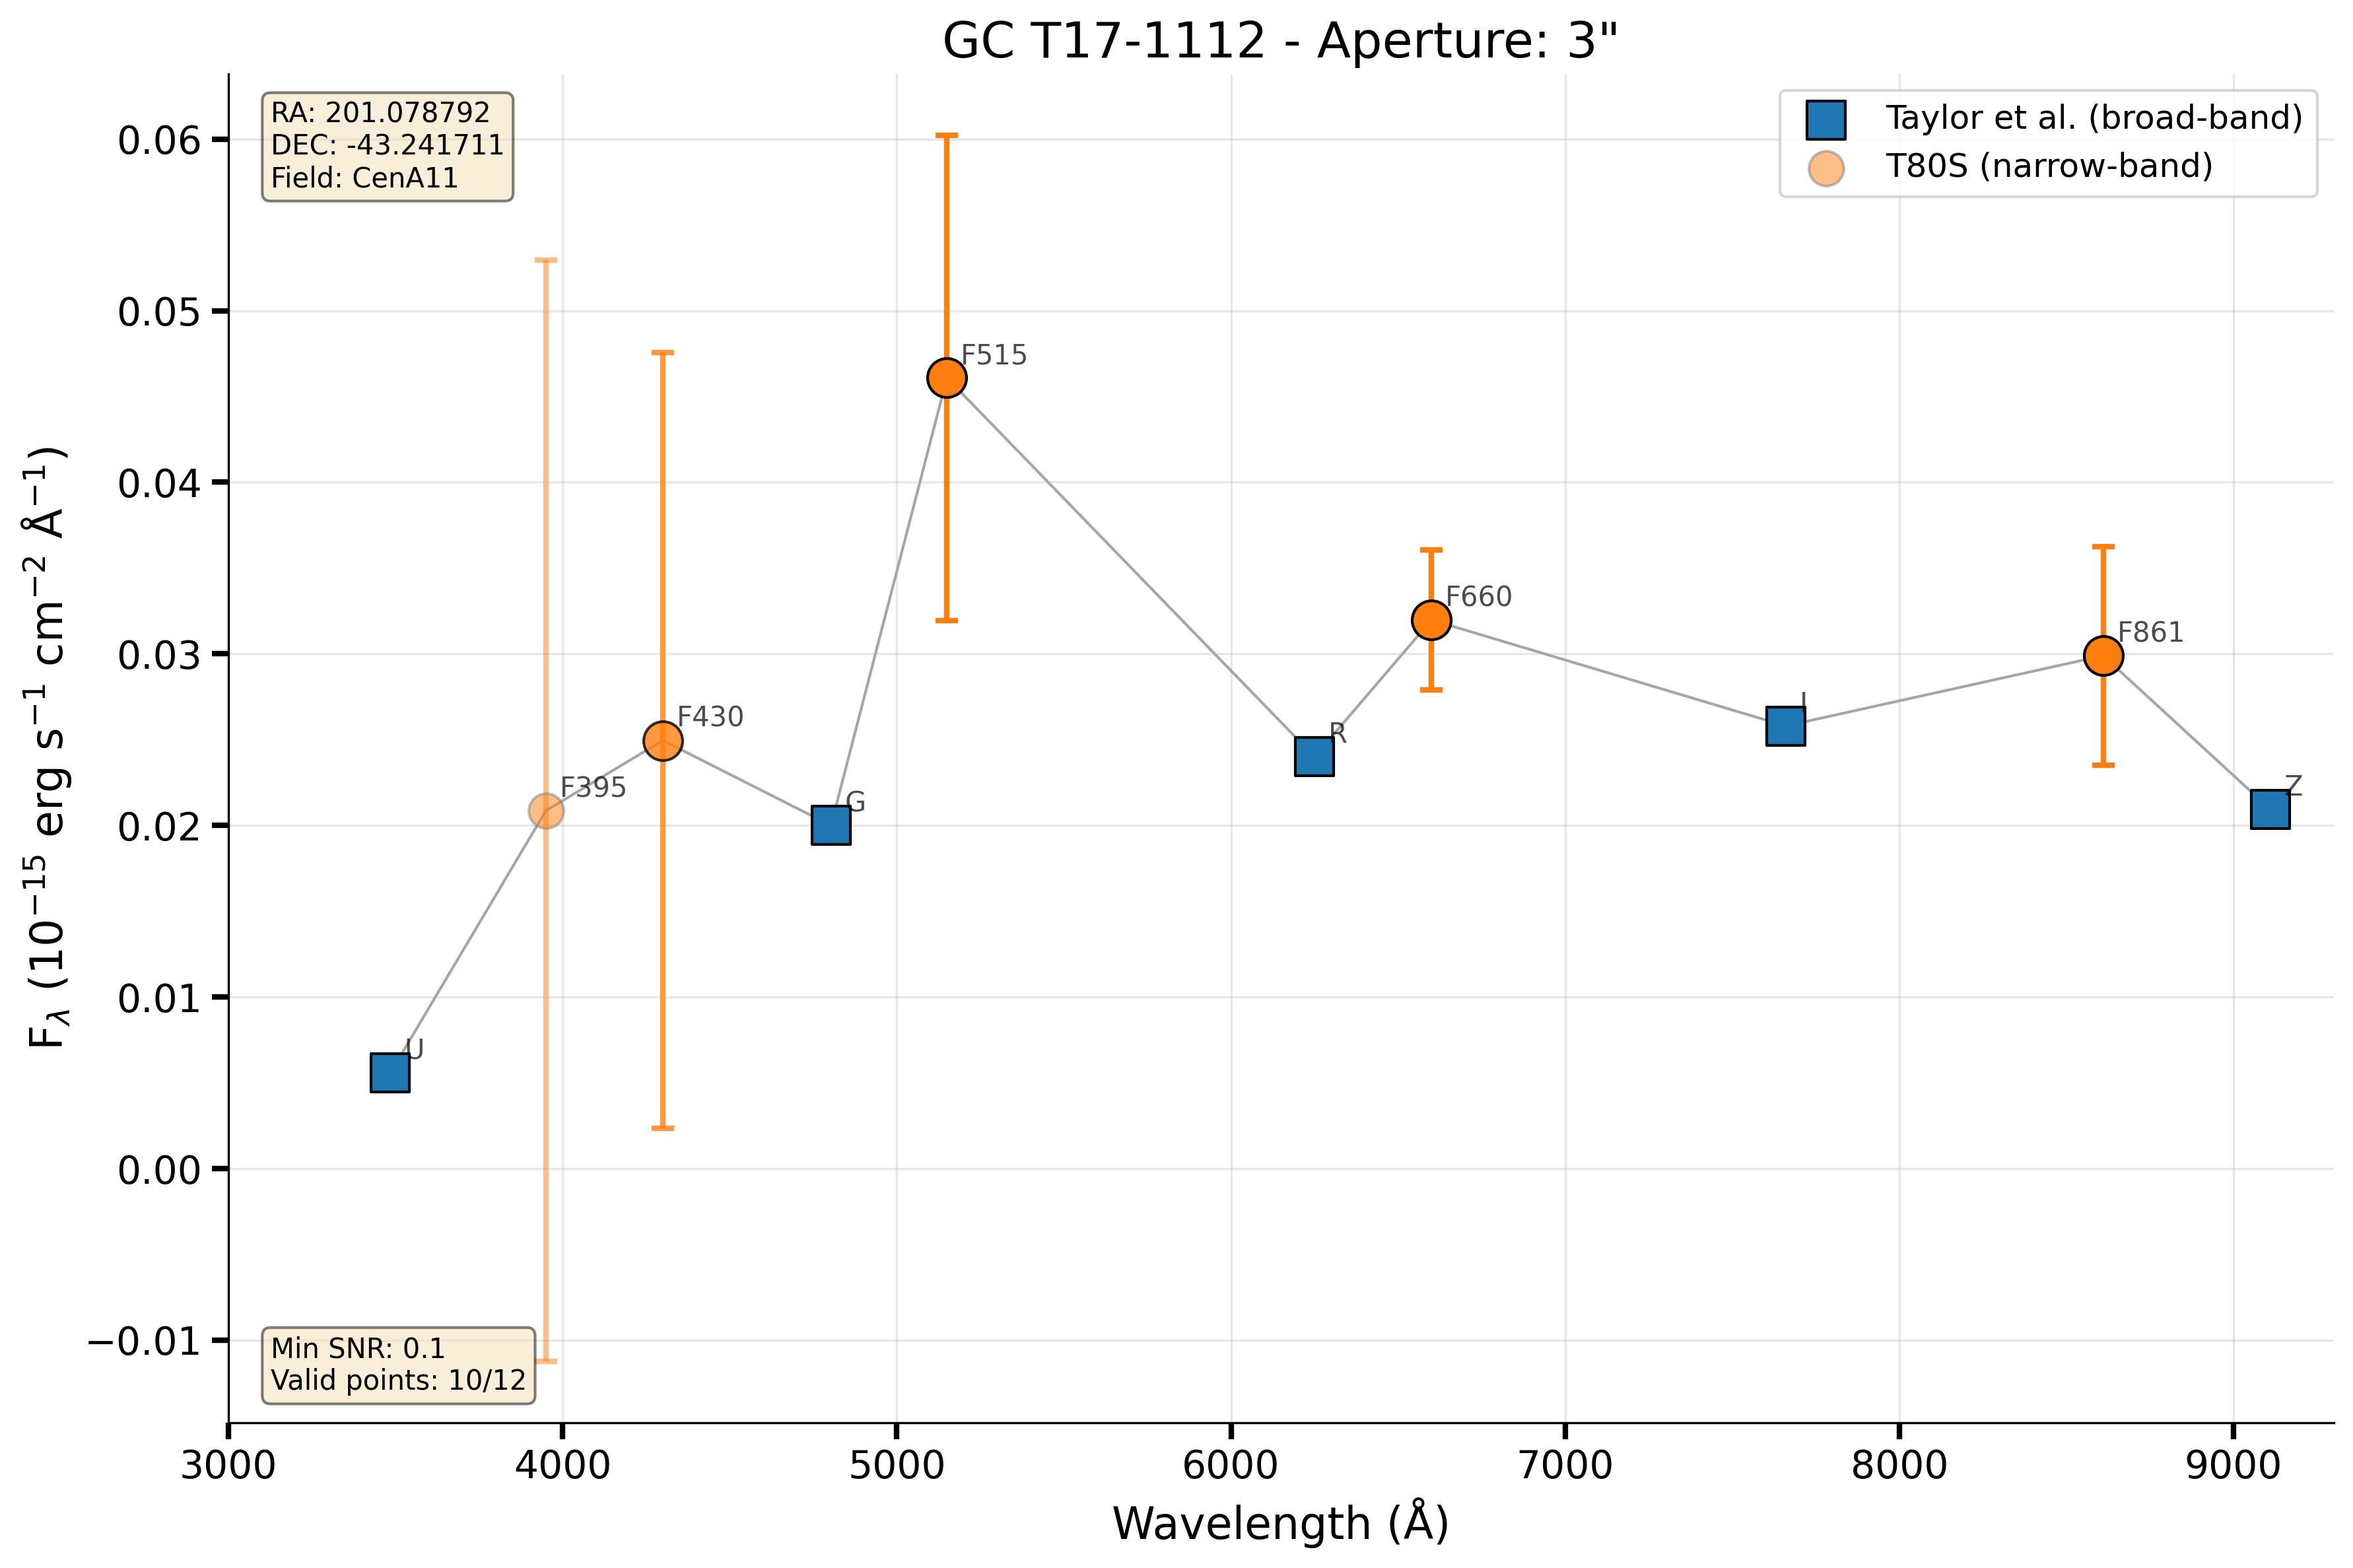 GC T17-1112 - Aperture: 3"
RA: 201.078792
DEC: -43.241711
Field: CenA11
Taylor et al. (broad-band)
T80S (narrow-band)
0.06
0.05
0.04
0.03
0.02
0.01
0.00
−0.01
F_λ (10⁻¹⁵ erg s⁻¹ cm⁻² Å⁻¹)
U
F395
F430
G
F515
R
F660
I
F861
Z
Min SNR: 0.1
Valid points: 10/12
3000 4000 5000 6000 7000 8000 9000
Wavelength (Å)